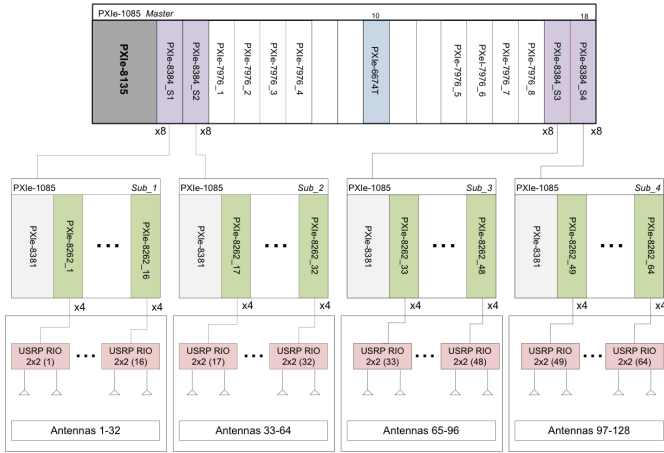 PXIe-1085 Master
10
18
PXIe-8135
PXIe-8384_S1
PXIe-8384_S2
PXIe-7976_1
PXIe-7976_2
PXIe-7976_3
PXIe-7976_4
PXIe-6674T
PXIe-7976_5
PXIeI-7976_6
PXIe-7976_7
PXIe-7976_8
PXIe-8384_S3
PXIe-8384_S4
x8
x8
x8
x8
PXIe-1085 Sub_1
PXIe-8381
PXIe-8262_1
...
PXIe-8262_16
x4
x4
PXIe-1085 Sub_2
PXIe-8381
PXIe-8262_17
...
PXIe-8262_32
x4
x4
PXIe-1085 Sub_3
PXIe-8381
PXIe-8262_33
...
PXIe-8262_48
x4
x4
PXIe-1085 Sub_4
PXIe-8381
PXIe-8262_49
...
PXIe-8262_64
x4
x4
USRP RIO
2x2 (1)
...
USRP RIO
2x2 (16)
Antennas 1-32
USRP RIO
2x2 (17)
...
USRP RIO
2x2 (32)
Antennas 33-64
USRP RIO
2x2 (33)
...
USRP RIO
2x2 (48)
Antennas 65-96
USRP RIO
2x2 (49)
...
USRP RIO
2x2 (64)
Antennas 97-128